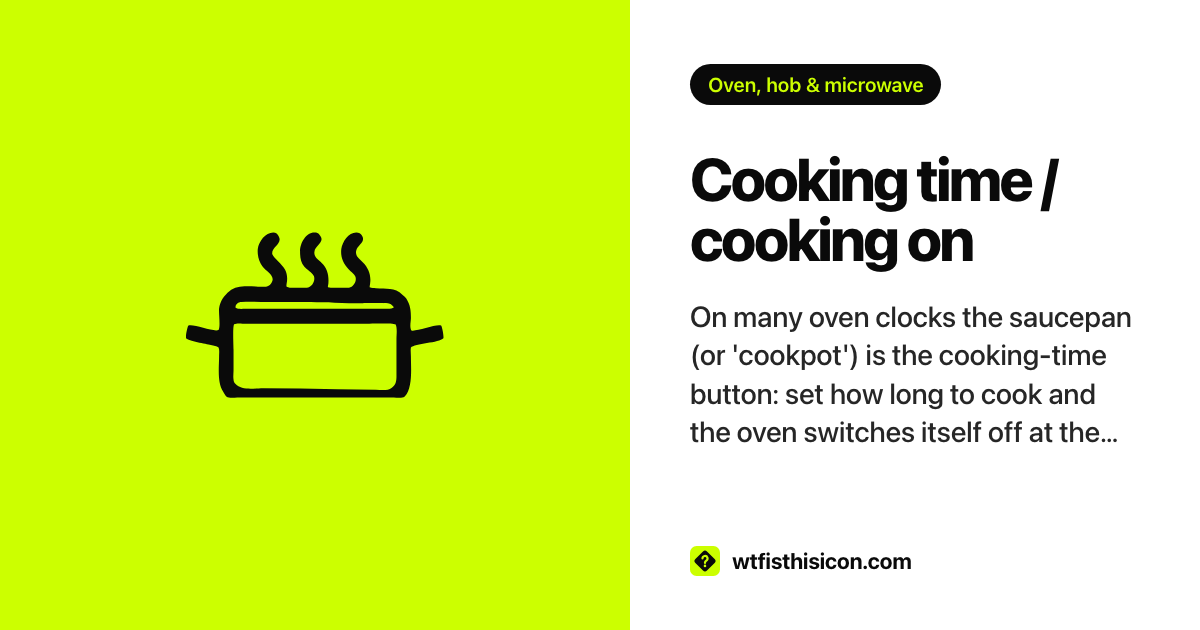 Oven, hob & microwave
Cooking time /
cooking on
On many oven clocks the saucepan
(or 'cookpot') is the cooking-time
button: set how long to cook and
the oven switches itself off at the…
?
wtfisthisicon.com